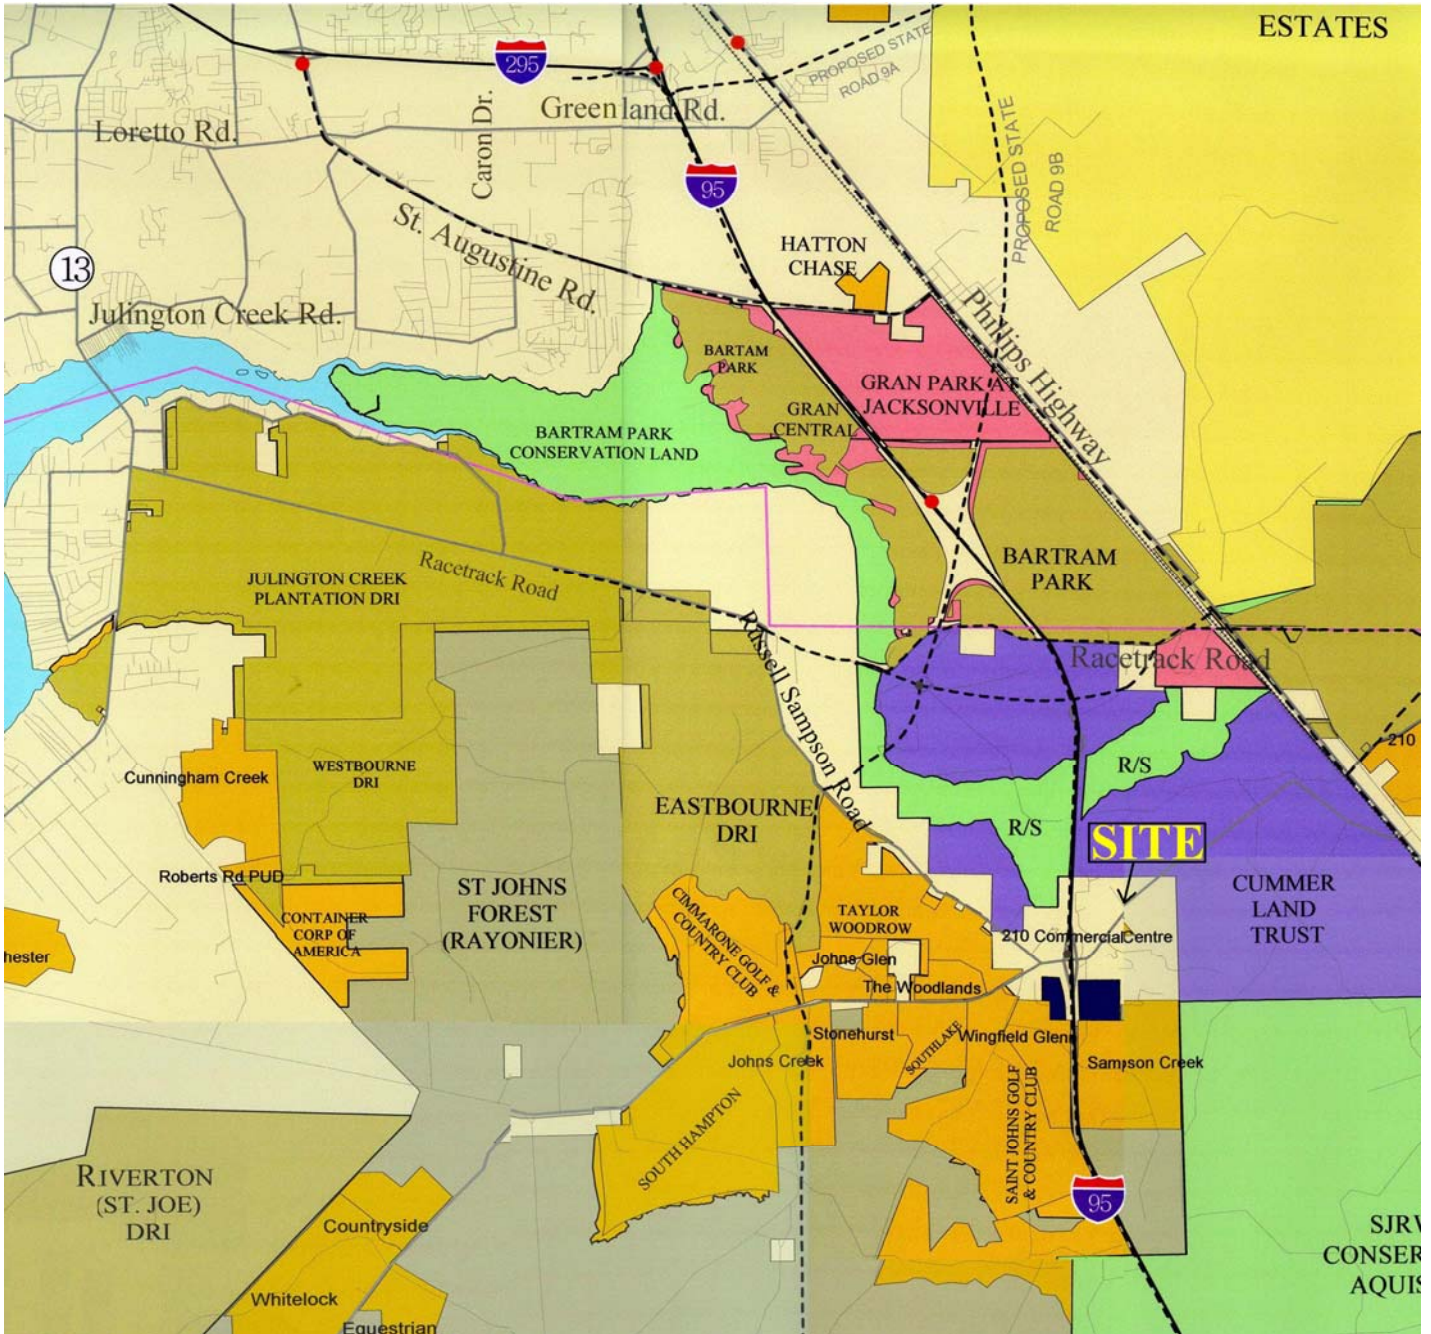 ESTATES
295
PROPOSED STATE
ROAD 9A
Greenland Rd.
Loretto Rd.
Caron Dr.
95
PROPOSED STATE
ROAD 9B
St. Augustine Rd.
HATTON
CHASE
13
Julington Creek Rd.
Phillips Highway
BARTAM
PARK
GRAN PARK AT
JACKSONVILLE
GRAN
CENTRAL
BARTRAM PARK
CONSERVATION LAND
BARTRAM
PARK
Racetrack Road
JULINGTON CREEK
PLANTATION DRI
Russell Sampson Road
Racetrack Road
210
Cunningham Creek
WESTBOURNE
DRI
R/S
EASTBOURNE
DRI
R/S
SITE
Roberts Rd PUD
ST JOHNS
FOREST
(RAYONIER)
CUMMER
LAND
TRUST
CONTAINER
CORP OF
AMERICA
CIMMARONE GOLF &
COUNTRY CLUB
TAYLOR
WOODROW
210 CommercialCentre
hester
Johns Glen
The Woodlands
Stonehurst
SOUTHLAKE
Wingfield Glen
Johns Creek
Sampson Creek
SOUTH HAMPTON
SAINT JOHNS GOLF
& COUNTRY CLUB
RIVERTON
(ST. JOE)
DRI
95
Countryside
SJRV
CONSER
AQUIS
Whitelock
Equestrian